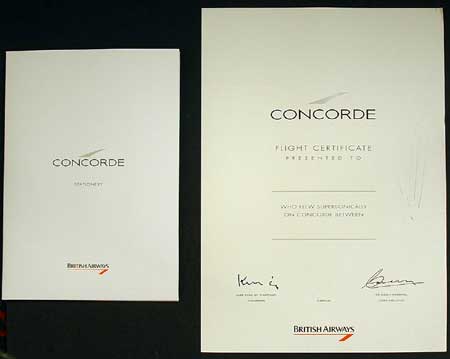 CONCORDE
STATIONERY
BRITISH AIRWAYS
CONCORDE
FLIGHT CERTIFICATE
PRESENTED TO
WHO FLEW SUPERSONICALLY
ON CONCORDE BETWEEN
BRITISH AIRWAYS